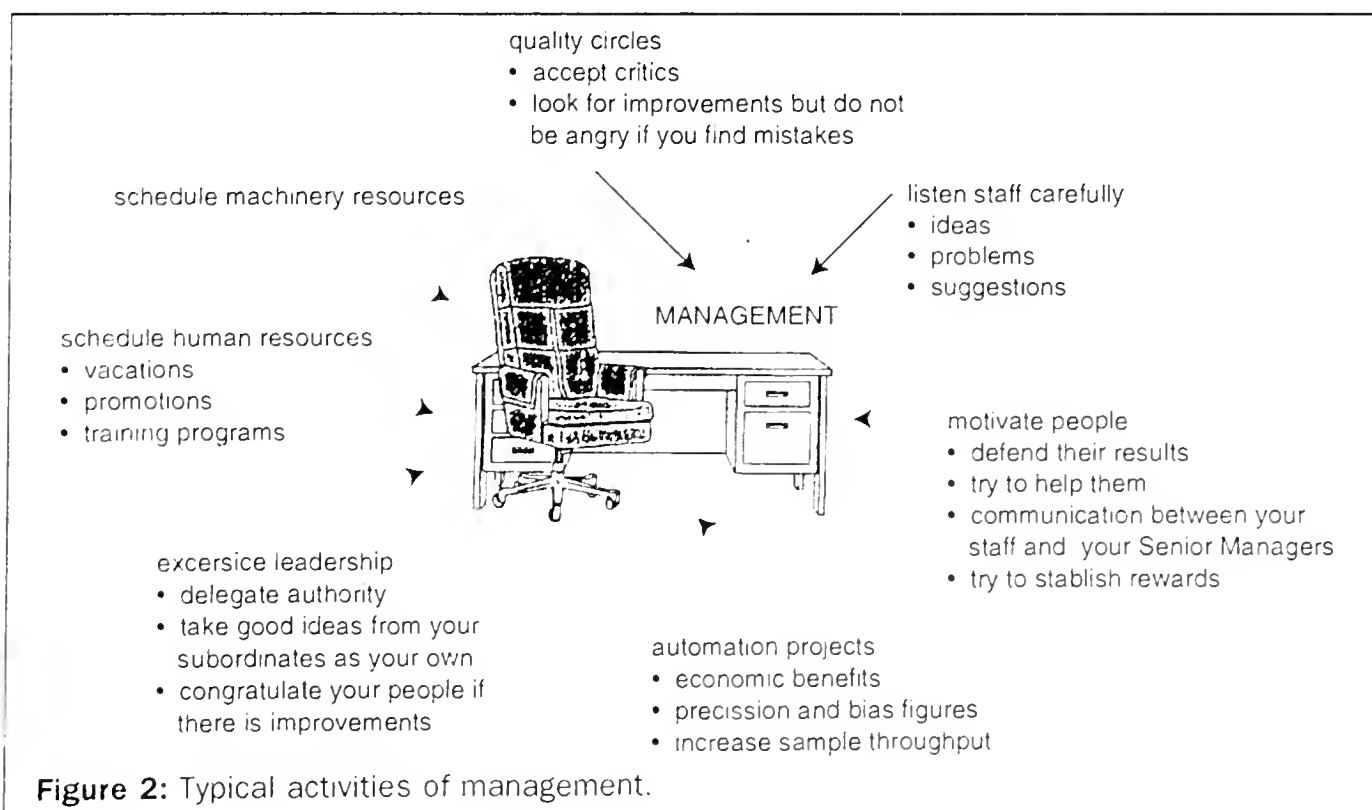 quality circles
• accept critics
• look for improvements but do not
be angry if you find mistakes
schedule machinery resources
listen staff carefully
• ideas
• problems
• suggestions
MANAGEMENT
schedule human resources
• vacations
• promotions
• training programs
motivate people
• defend their results
• try to help them
• communication between your
staff and your Senior Managers
• try to stablish rewards
excersice leadership
• delegate authority
• take good ideas from your
subordinates as your own
• congratulate your people if
there is improvements
automation projects
• economic benefits
• precission and bias figures
• increase sample throughput
Figure 2: Typical activities of management.